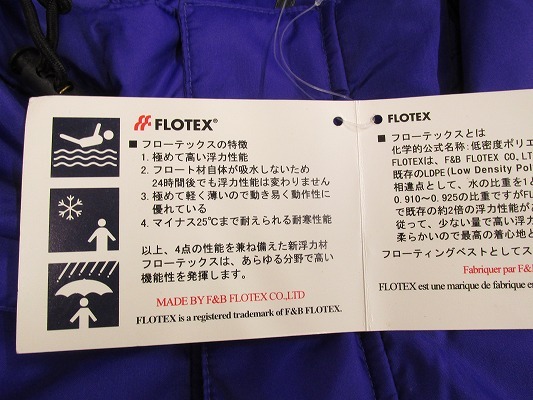 FLOTEX®
■ フローテックスの特徴
1. 極めて高い浮力性能
2. フロート材自体が吸水しないため
24時間後でも浮力性能は変わりません
3. 極めて軽く薄いので動き易く動作性に
優れている
4. マイナス25℃まで耐えられる耐寒性能
以上、4点の性能を兼ね備えた新浮力材
フローテックスは、あらゆる分野で高い
機能性を発揮します。
MADE BY F&B FLOTEX CO.,LTD
FLOTEX is a registered trademark of F&B FLOTEX.
FLOTEX
■ フローテックスとは
化学的公式名称:低密度ポリエ
FLOTEXは、F&B FLOTEX CO,LT
既存のLDPE(Low Density Pol
相違点として、水の比重を1と
0.910～0.925の比重ですがFL
で既存の約2倍の浮力性能が
従って、少ない量で高い浮力
柔らかいので最高の着心地と
フローティングベストとしてス
Fabriquer par F&
FLOTEX est une marique de fabrique en